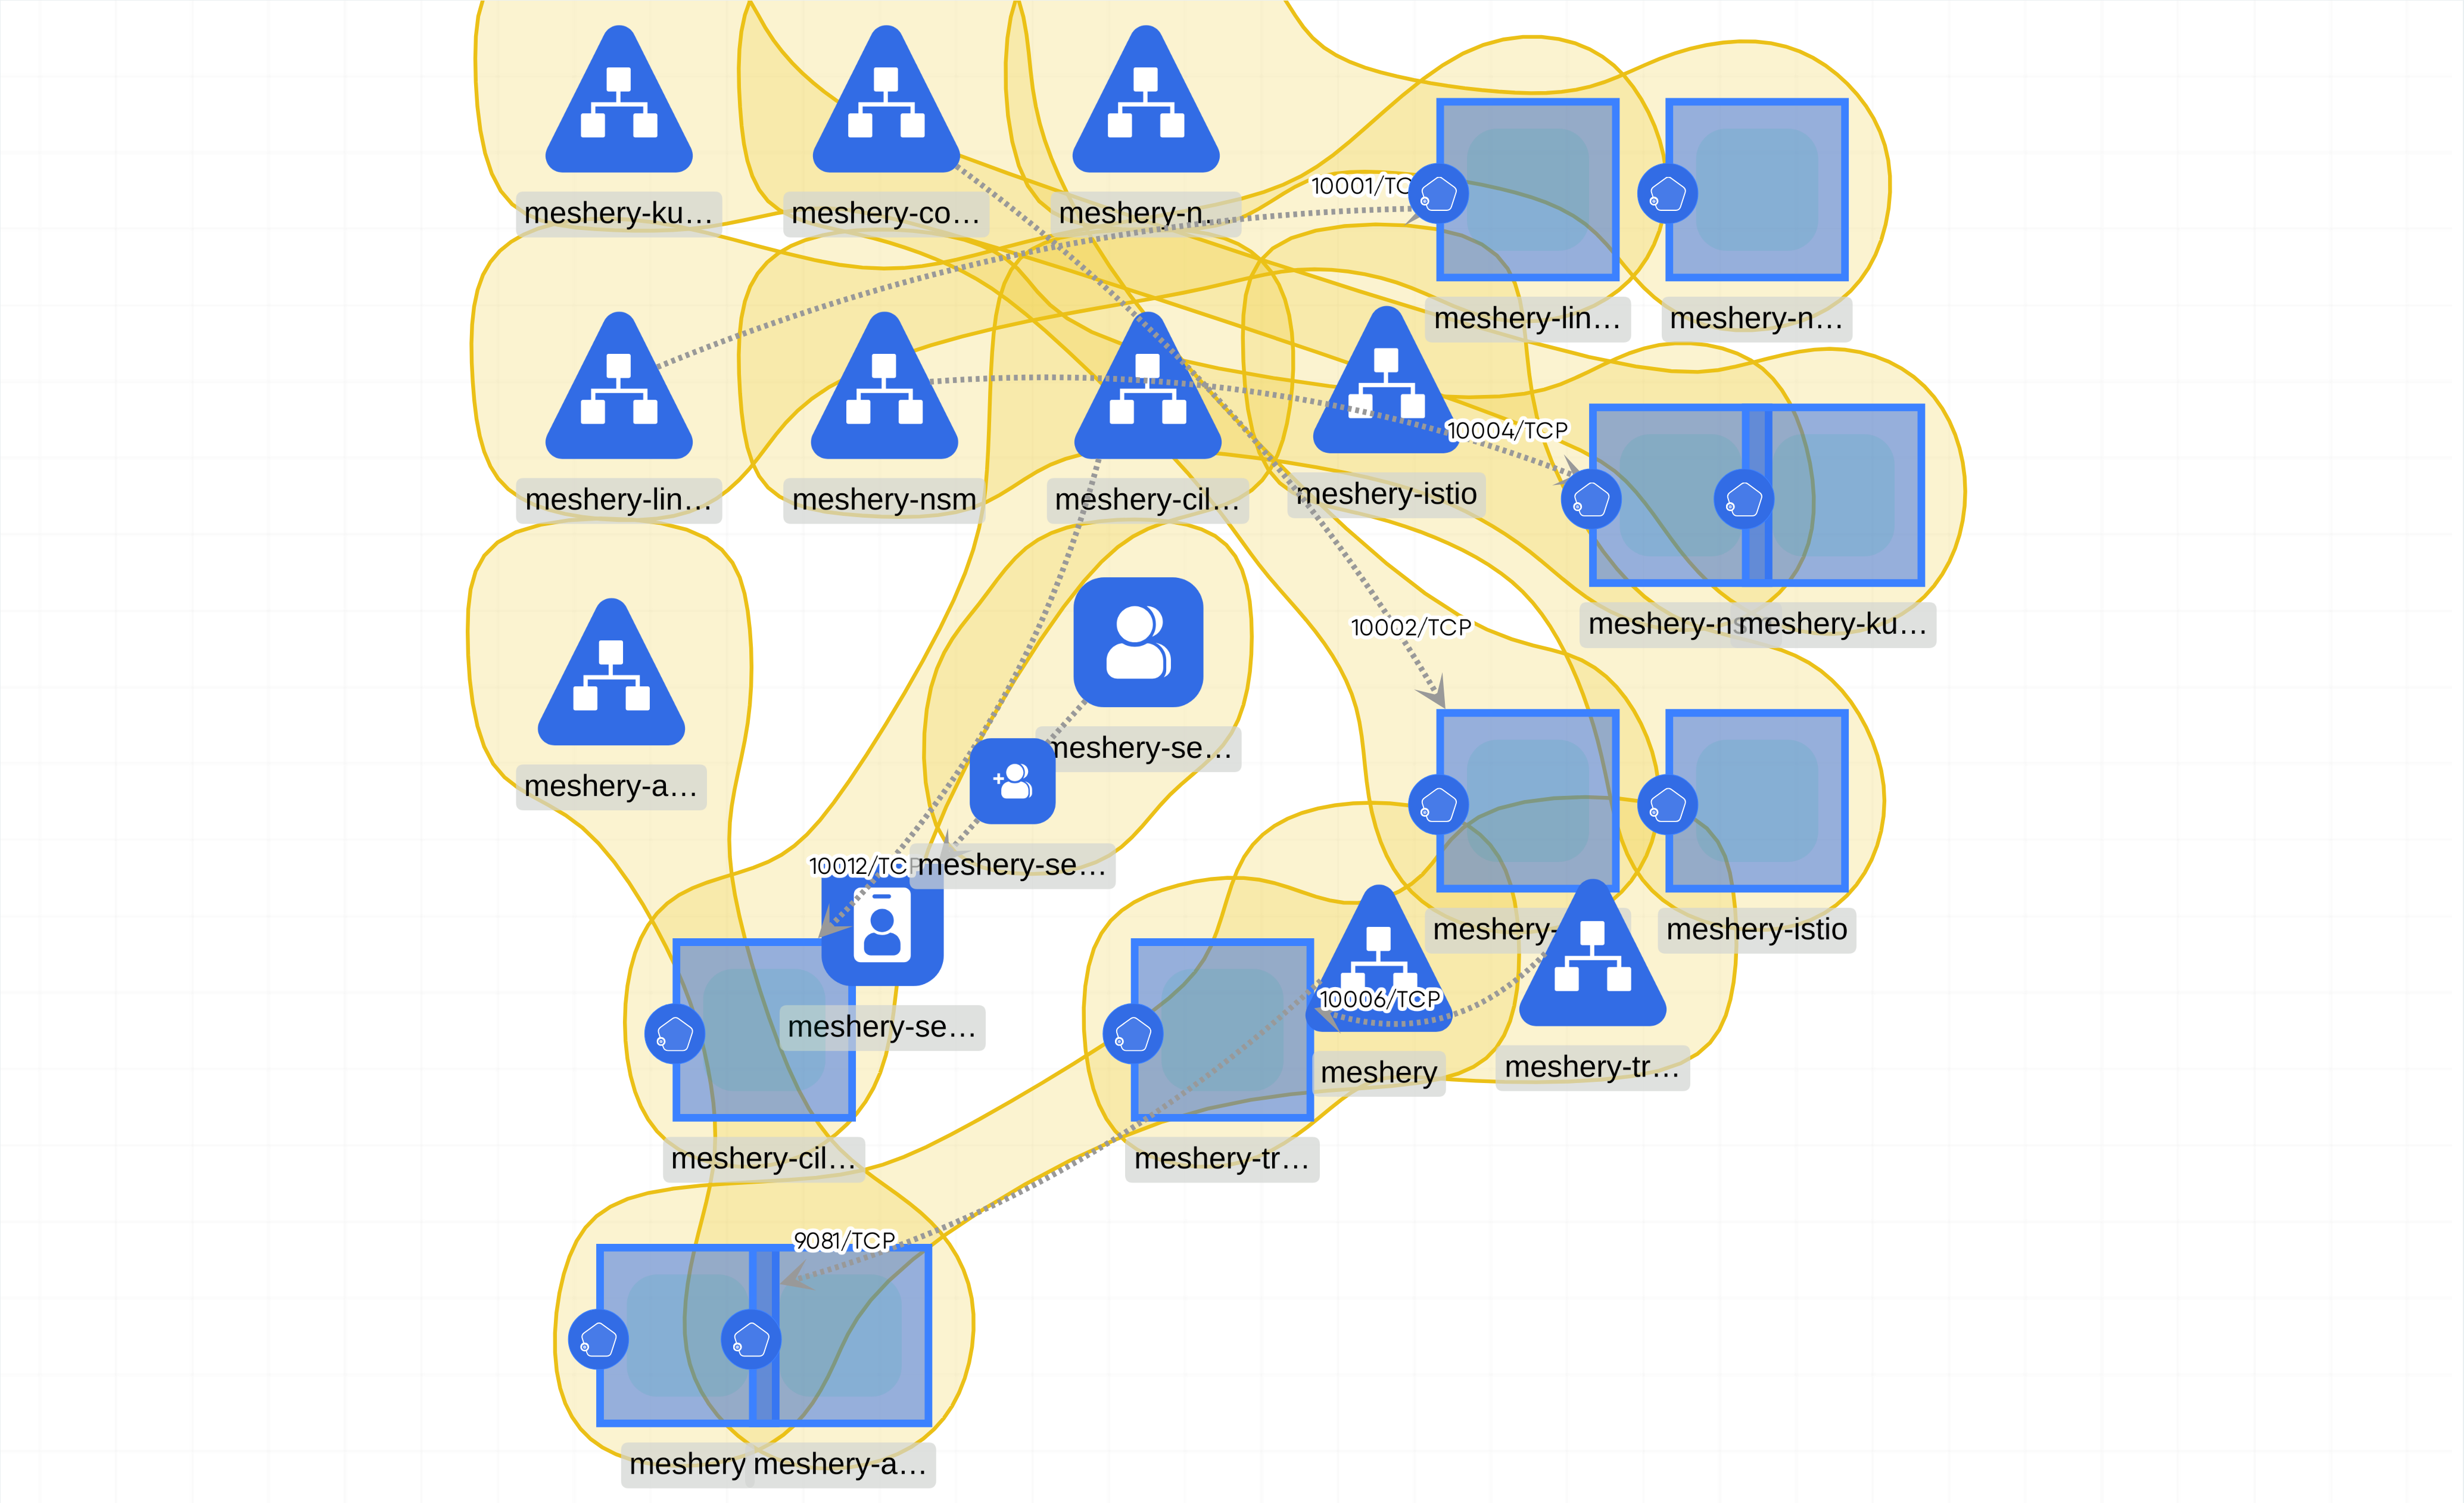 meshery-ku…
meshery-co…
meshery-n…
10001/TC
meshery-lin…
meshery-n…
meshery-lin…
meshery-nsm
meshery-cil…
meshery-istio
10004/TCP
meshery-ns
meshery-ku…
10002/TCP
meshery-se…
meshery-a…
10012/TCP
meshery-se…
meshery-
meshery-istio
meshery-se…
10006/TCP
meshery
meshery-tr…
meshery-cil…
meshery-tr…
9081/TCP
meshery
meshery-a…